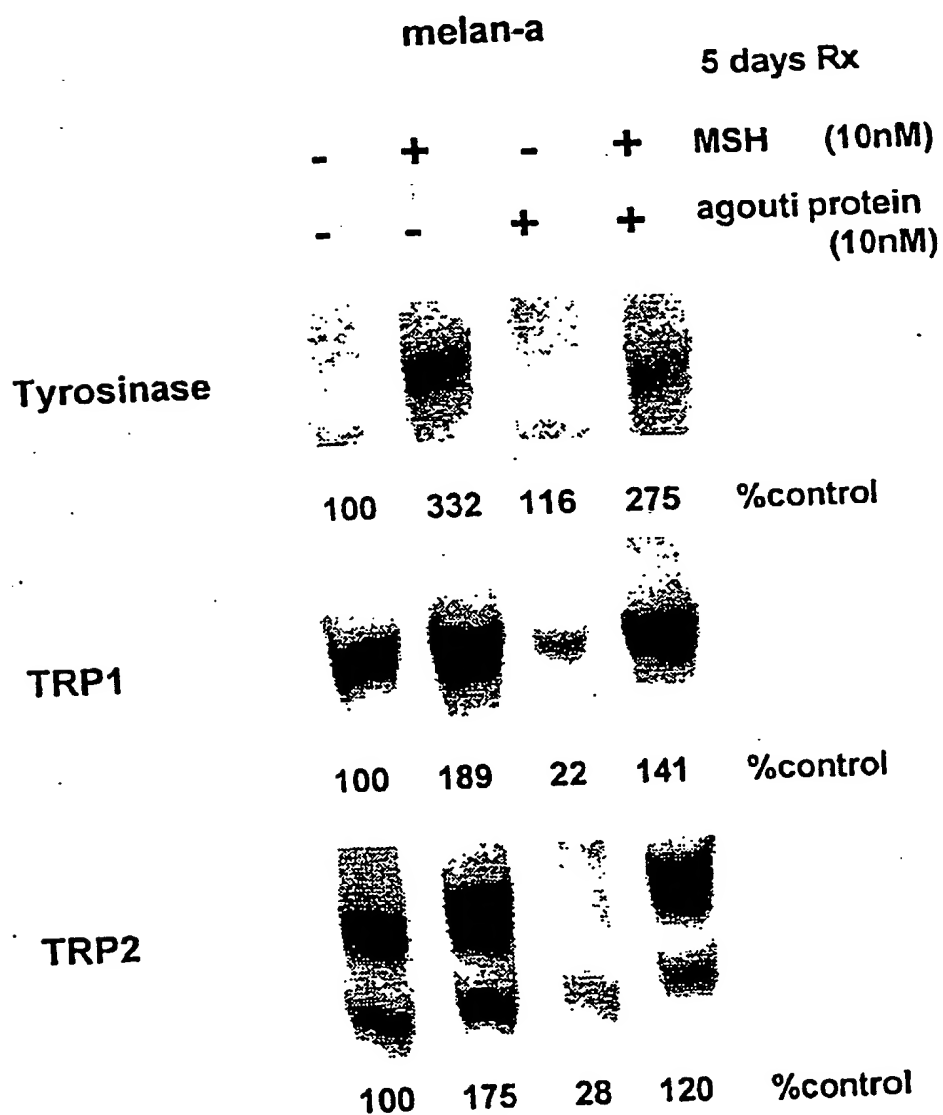 melan-a
5 days Rx
- + - + MSH (10nM)
- - + + agouti protein
(10nM)
Tyrosinase
100 332 116 275 %control
TRP1
100 189 22 141 %control
TRP2
100 175 28 120 %control